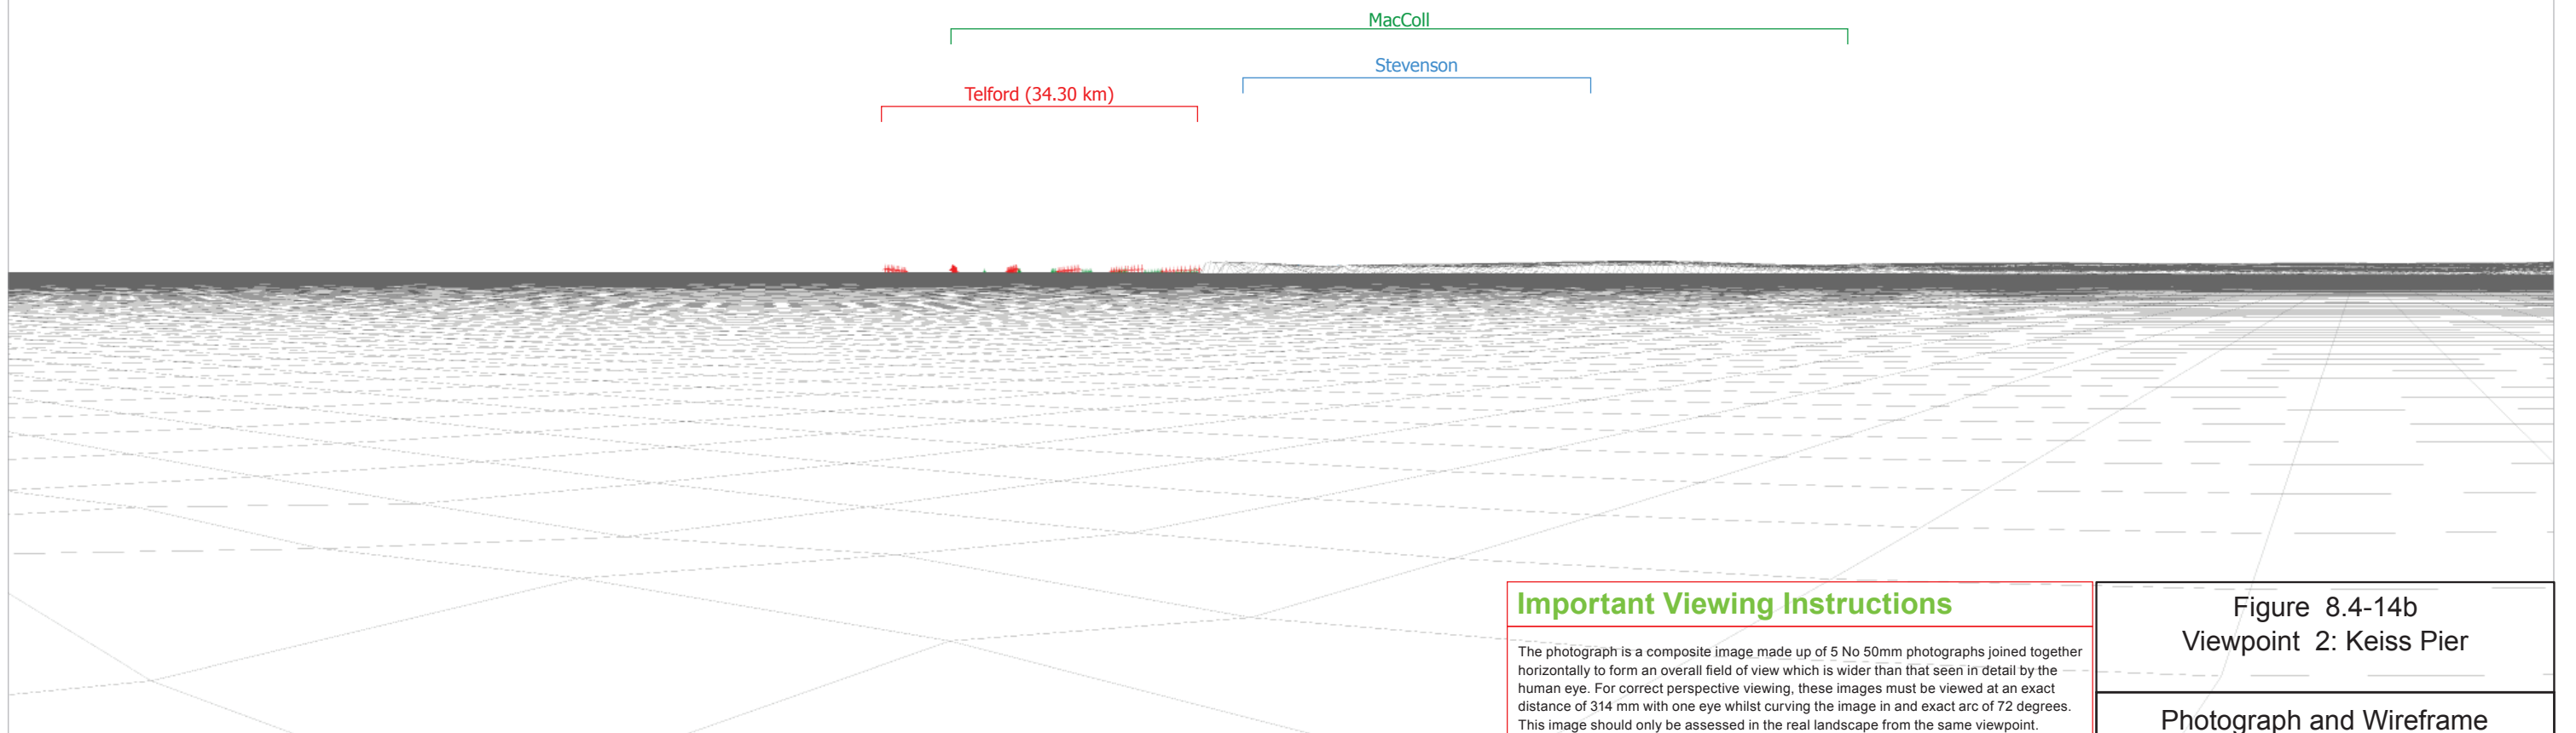 MacColl
Stevenson
Telford (34.30 km)
Important Viewing Instructions
The photograph is a composite image made up of 5 No 50mm photographs joined together
horizontally to form an overall field of view which is wider than that seen in detail by the
human eye. For correct perspective viewing, these images must be viewed at an exact
distance of 314 mm with one eye whilst curving the image in and exact arc of 72 degrees.
This image should only be assessed in the real landscape from the same viewpoint.
Figure 8.4-14b
Viewpoint 2: Keiss Pier
Photograph and Wireframe